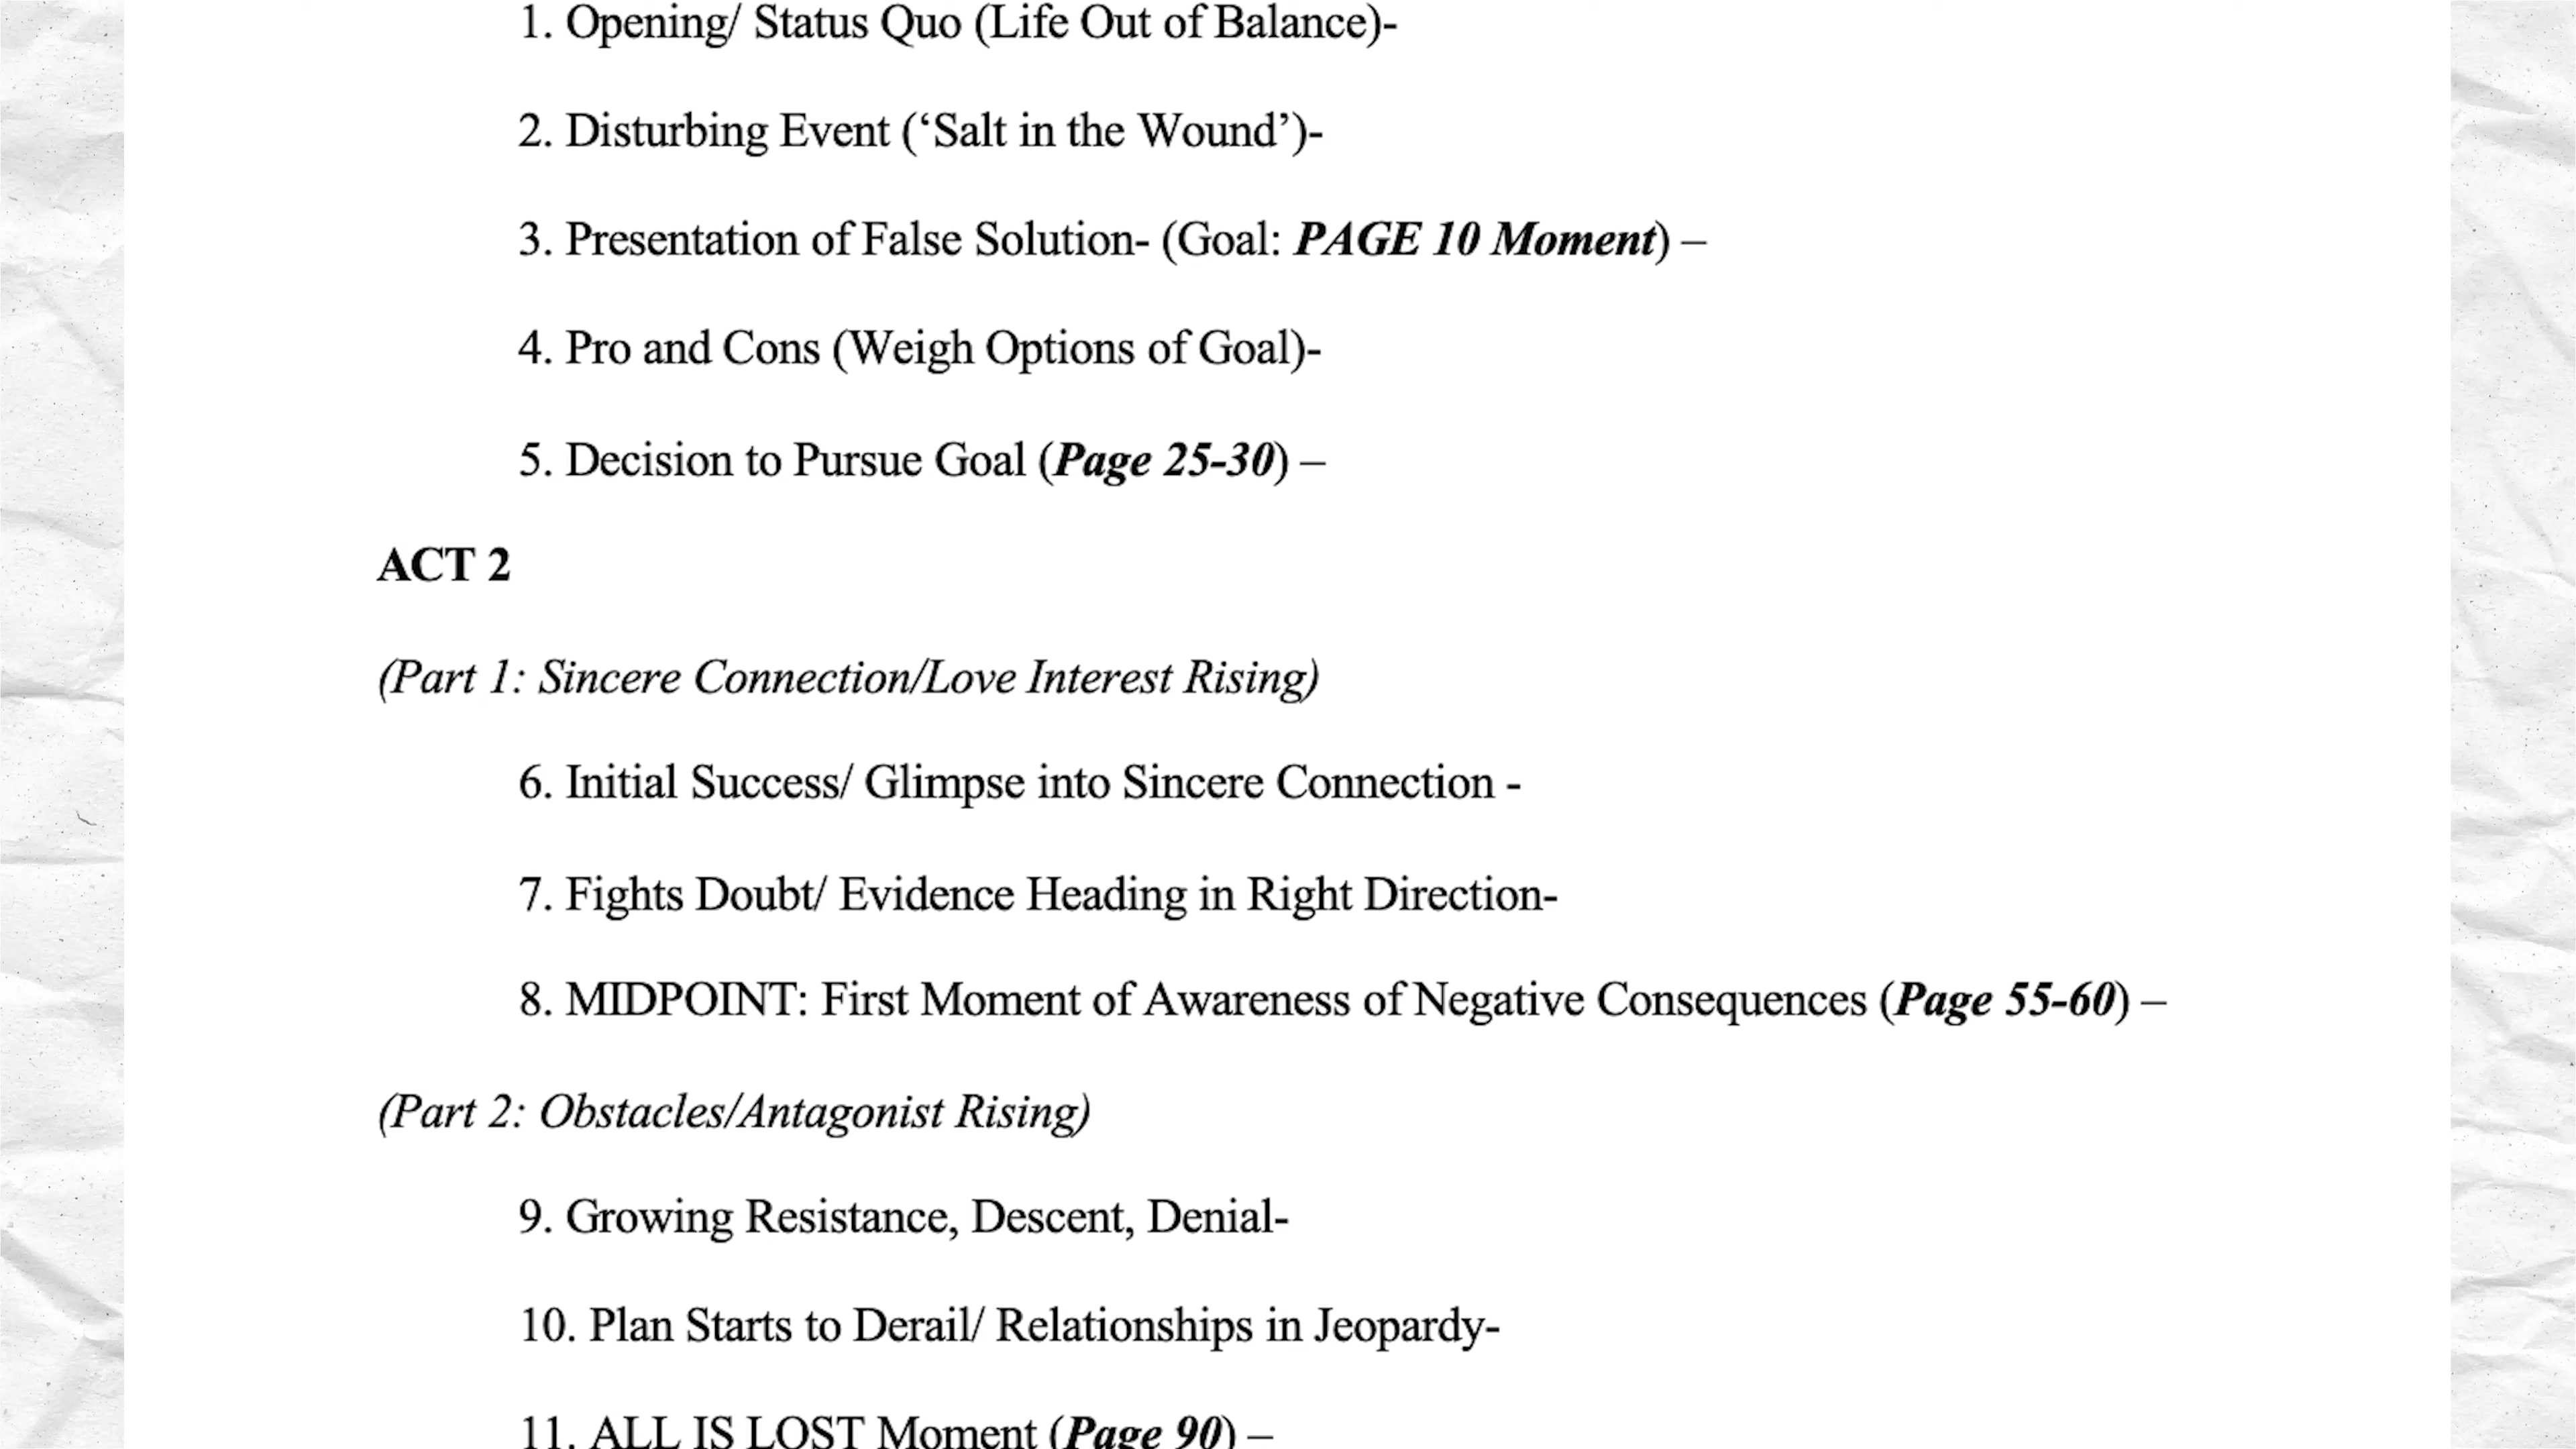 1. Opening/ Status Quo (Life Out of Balance)-
2. Disturbing Event (‘Salt in the Wound’)-
3. Presentation of False Solution- (Goal: PAGE 10 Moment) –
4. Pro and Cons (Weigh Options of Goal)-
5. Decision to Pursue Goal (Page 25-30) –
ACT 2
(Part 1: Sincere Connection/Love Interest Rising)
6. Initial Success/ Glimpse into Sincere Connection -
7. Fights Doubt/ Evidence Heading in Right Direction-
8. MIDPOINT: First Moment of Awareness of Negative Consequences (Page 55-60) –
(Part 2: Obstacles/Antagonist Rising)
9. Growing Resistance, Descent, Denial-
10. Plan Starts to Derail/ Relationships in Jeopardy-
11. ALL IS LOST Moment (Page 90) –